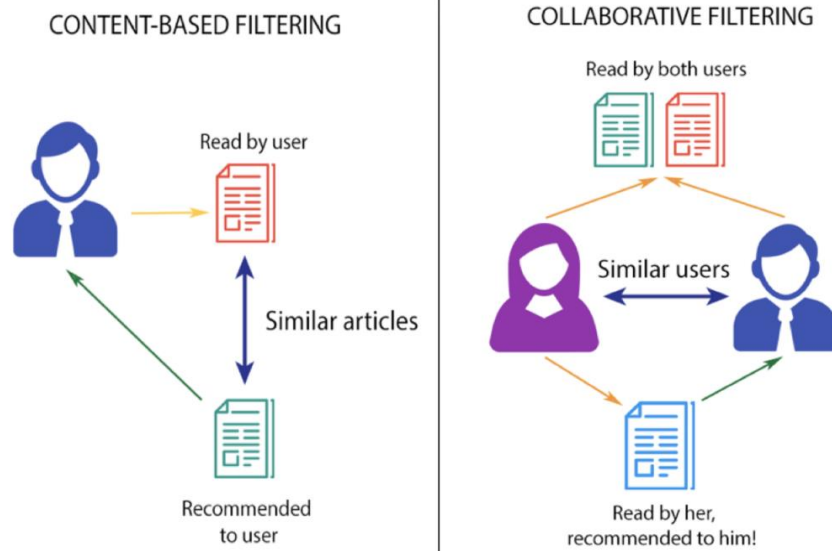 CONTENT-BASED FILTERING
Read by user
Similar articles
Recommended
to user
COLLABORATIVE FILTERING
Read by both users
Similar users
Read by her,
recommended to him!